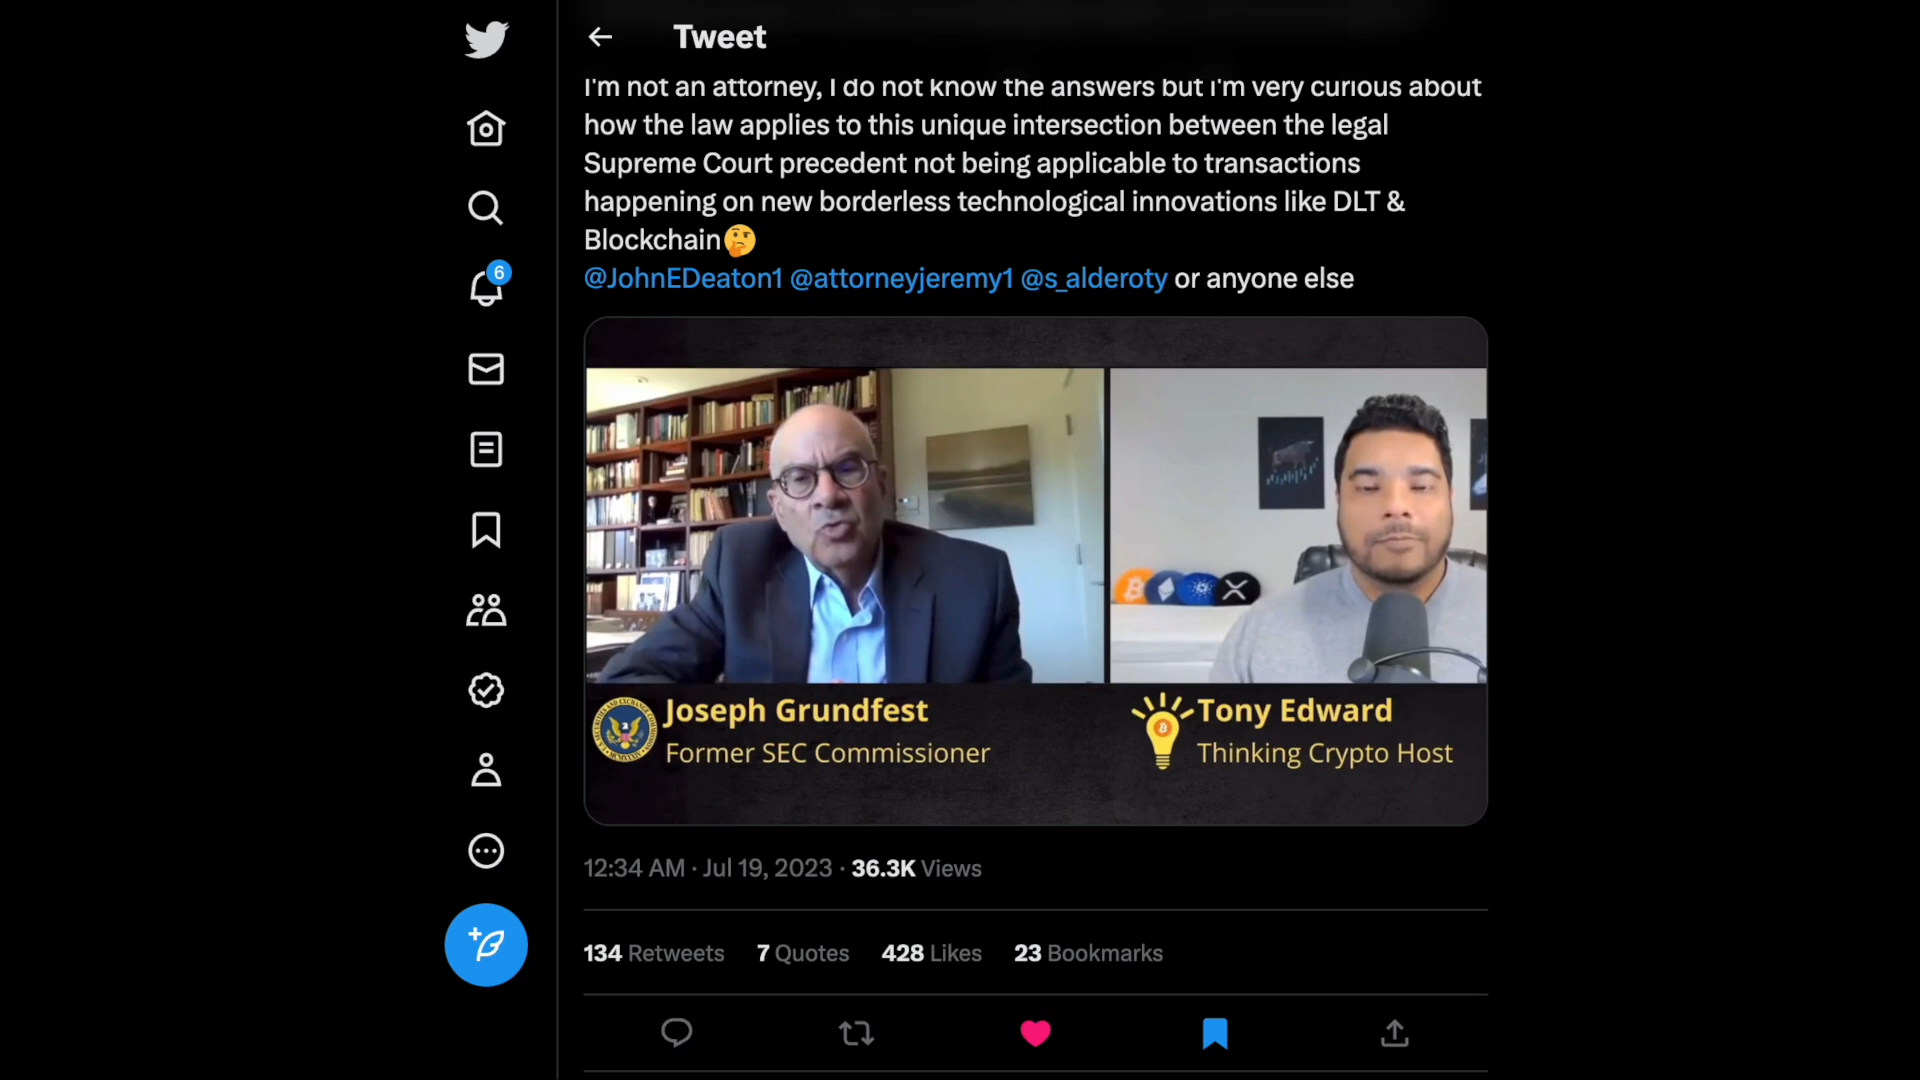 Tweet
I'm not an attorney, I do not know the answers but I'm very curious about
how the law applies to this unique intersection between the legal
Supreme Court precedent not being applicable to transactions
happening on new borderless technological innovations like DLT &
Blockchain🤔
@JohnEDeaton1 @attorneyjeremy1 @s_alderoty or anyone else
6
Joseph Grundfest
Former SEC Commissioner
Tony Edward
Thinking Crypto Host
12:34 AM · Jul 19, 2023 · 36.3K Views
134 Retweets 7 Quotes 428 Likes 23 Bookmarks